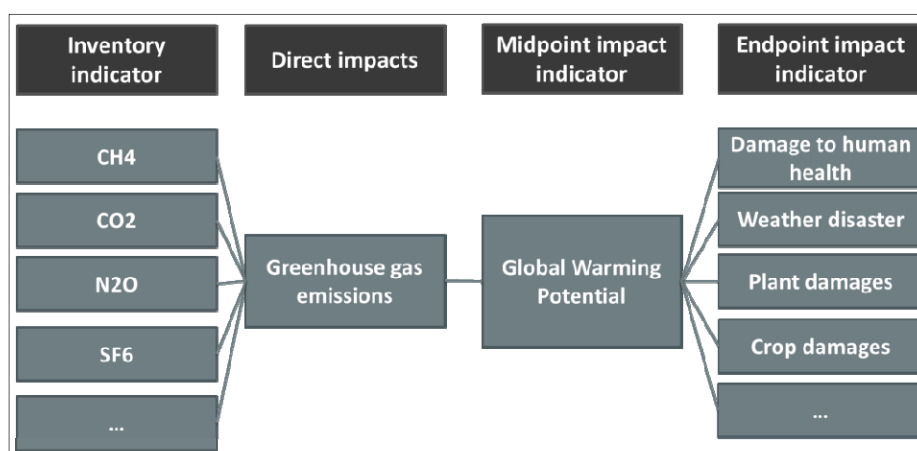 Inventory
indicator
Direct impacts
Midpoint impact
indicator
Endpoint impact
indicator
CH4
CO2
N2O
SF6
...
Greenhouse gas
emissions
Global Warming
Potential
Damage to human
health
Weather disaster
Plant damages
Crop damages
...